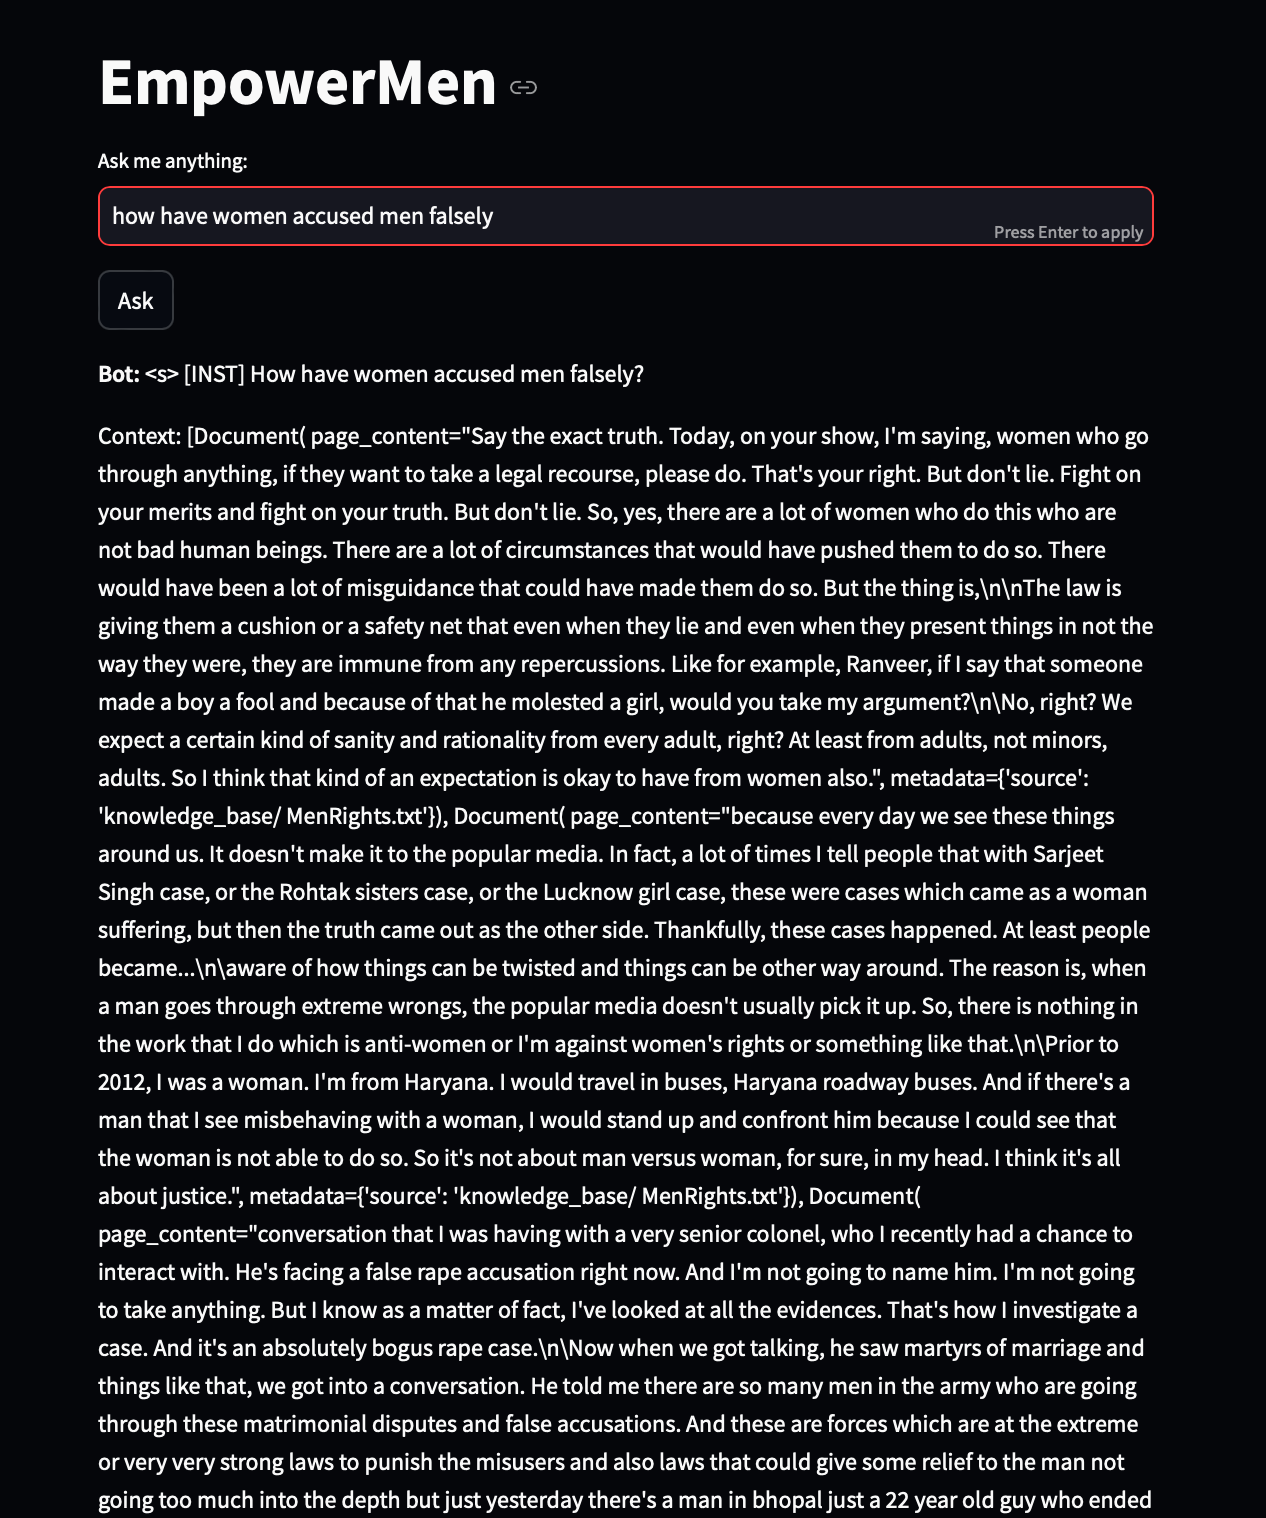 EmpowerMen
Ask me anything:
how have women accused men falsely
Press Enter to apply
Ask
Bot: <s> [INST] How have women accused men falsely?
Context: [Document( page_content="Say the exact truth. Today, on your show, I'm saying, women who go
through anything, if they want to take a legal recourse, please do. That's your right. But don't lie. Fight on
your merits and fight on your truth. But don't lie. So, yes, there are a lot of women who do this who are
not bad human beings. There are a lot of circumstances that would have pushed them to do so. There
would have been a lot of misguidance that could have made them do so. But the thing is,\n\nThe law is
giving them a cushion or a safety net that even when they lie and even when they present things in not the
way they were, they are immune from any repercussions. Like for example, Ranveer, if I say that someone
made a boy a fool and because of that he molested a girl, would you take my argument?\n\No, right? We
expect a certain kind of sanity and rationality from every adult, right? At least from adults, not minors,
adults. So I think that kind of an expectation is okay to have from women also.", metadata={'source':
'knowledge_base/ MenRights.txt'}), Document( page_content="because every day we see these things
around us. It doesn't make it to the popular media. In fact, a lot of times I tell people that with Sarjeet
Singh case, or the Rohtak sisters case, or the Lucknow girl case, these were cases which came as a woman
suffering, but then the truth came out as the other side. Thankfully, these cases happened. At least people
became...\n\aware of how things can be twisted and things can be other way around. The reason is, when
a man goes through extreme wrongs, the popular media doesn't usually pick it up. So, there is nothing in
the work that I do which is anti-women or I'm against women's rights or something like that.\n\Prior to
2012, I was a woman. I'm from Haryana. I would travel in buses, Haryana roadway buses. And if there's a
man that I see misbehaving with a woman, I would stand up and confront him because I could see that
the woman is not able to do so. So it's not about man versus woman, for sure, in my head. I think it's all
about justice.", metadata={'source': 'knowledge_base/ MenRights.txt'}), Document(
page_content="conversation that I was having with a very senior colonel, who I recently had a chance to
interact with. He's facing a false rape accusation right now. And I'm not going to name him. I'm not going
to take anything. But I know as a matter of fact, I've looked at all the evidences. That's how I investigate a
case. And it's an absolutely bogus rape case.\n\Now when we got talking, he saw martyrs of marriage and
things like that, we got into a conversation. He told me there are so many men in the army who are going
through these matrimonial disputes and false accusations. And these are forces which are at the extreme
or very very strong laws to punish the misusers and also laws that could give some relief to the man not
going too much into the depth but just yesterday there's a man in bhopal just a 22 year old guy who ended